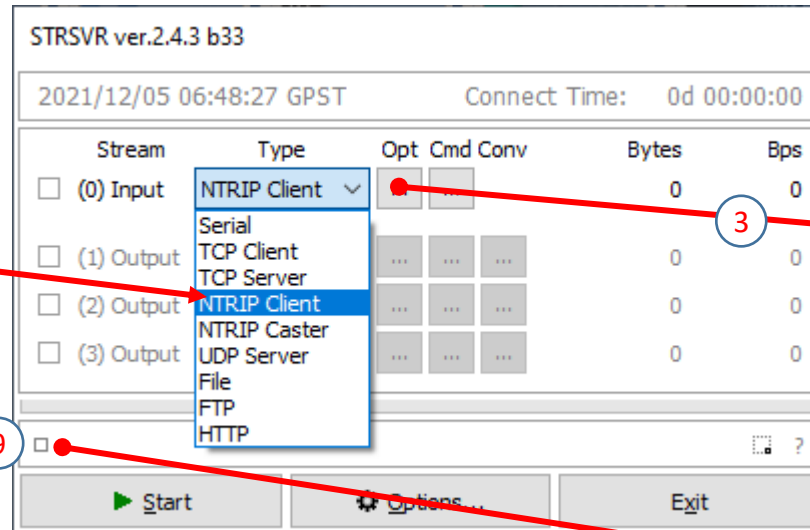 STRSVR ver.2.4.3 b33
2021/12/05 06:48:27 GPST Connect Time: 0d 00:00:00
Stream Type Opt Cmd Conv Bytes Bps
(0) Input NTRIP Client ... ... 0 0
3
Serial
(1) Output TCP Client ... ... ... 0 0
TCP Server
(2) Output NTRIP Client ... ... ... 0 0
NTRIP Caster
(3) Output UDP Server ... ... ... 0 0
File
FTP
HTTP
9 ?
Start Options... Exit